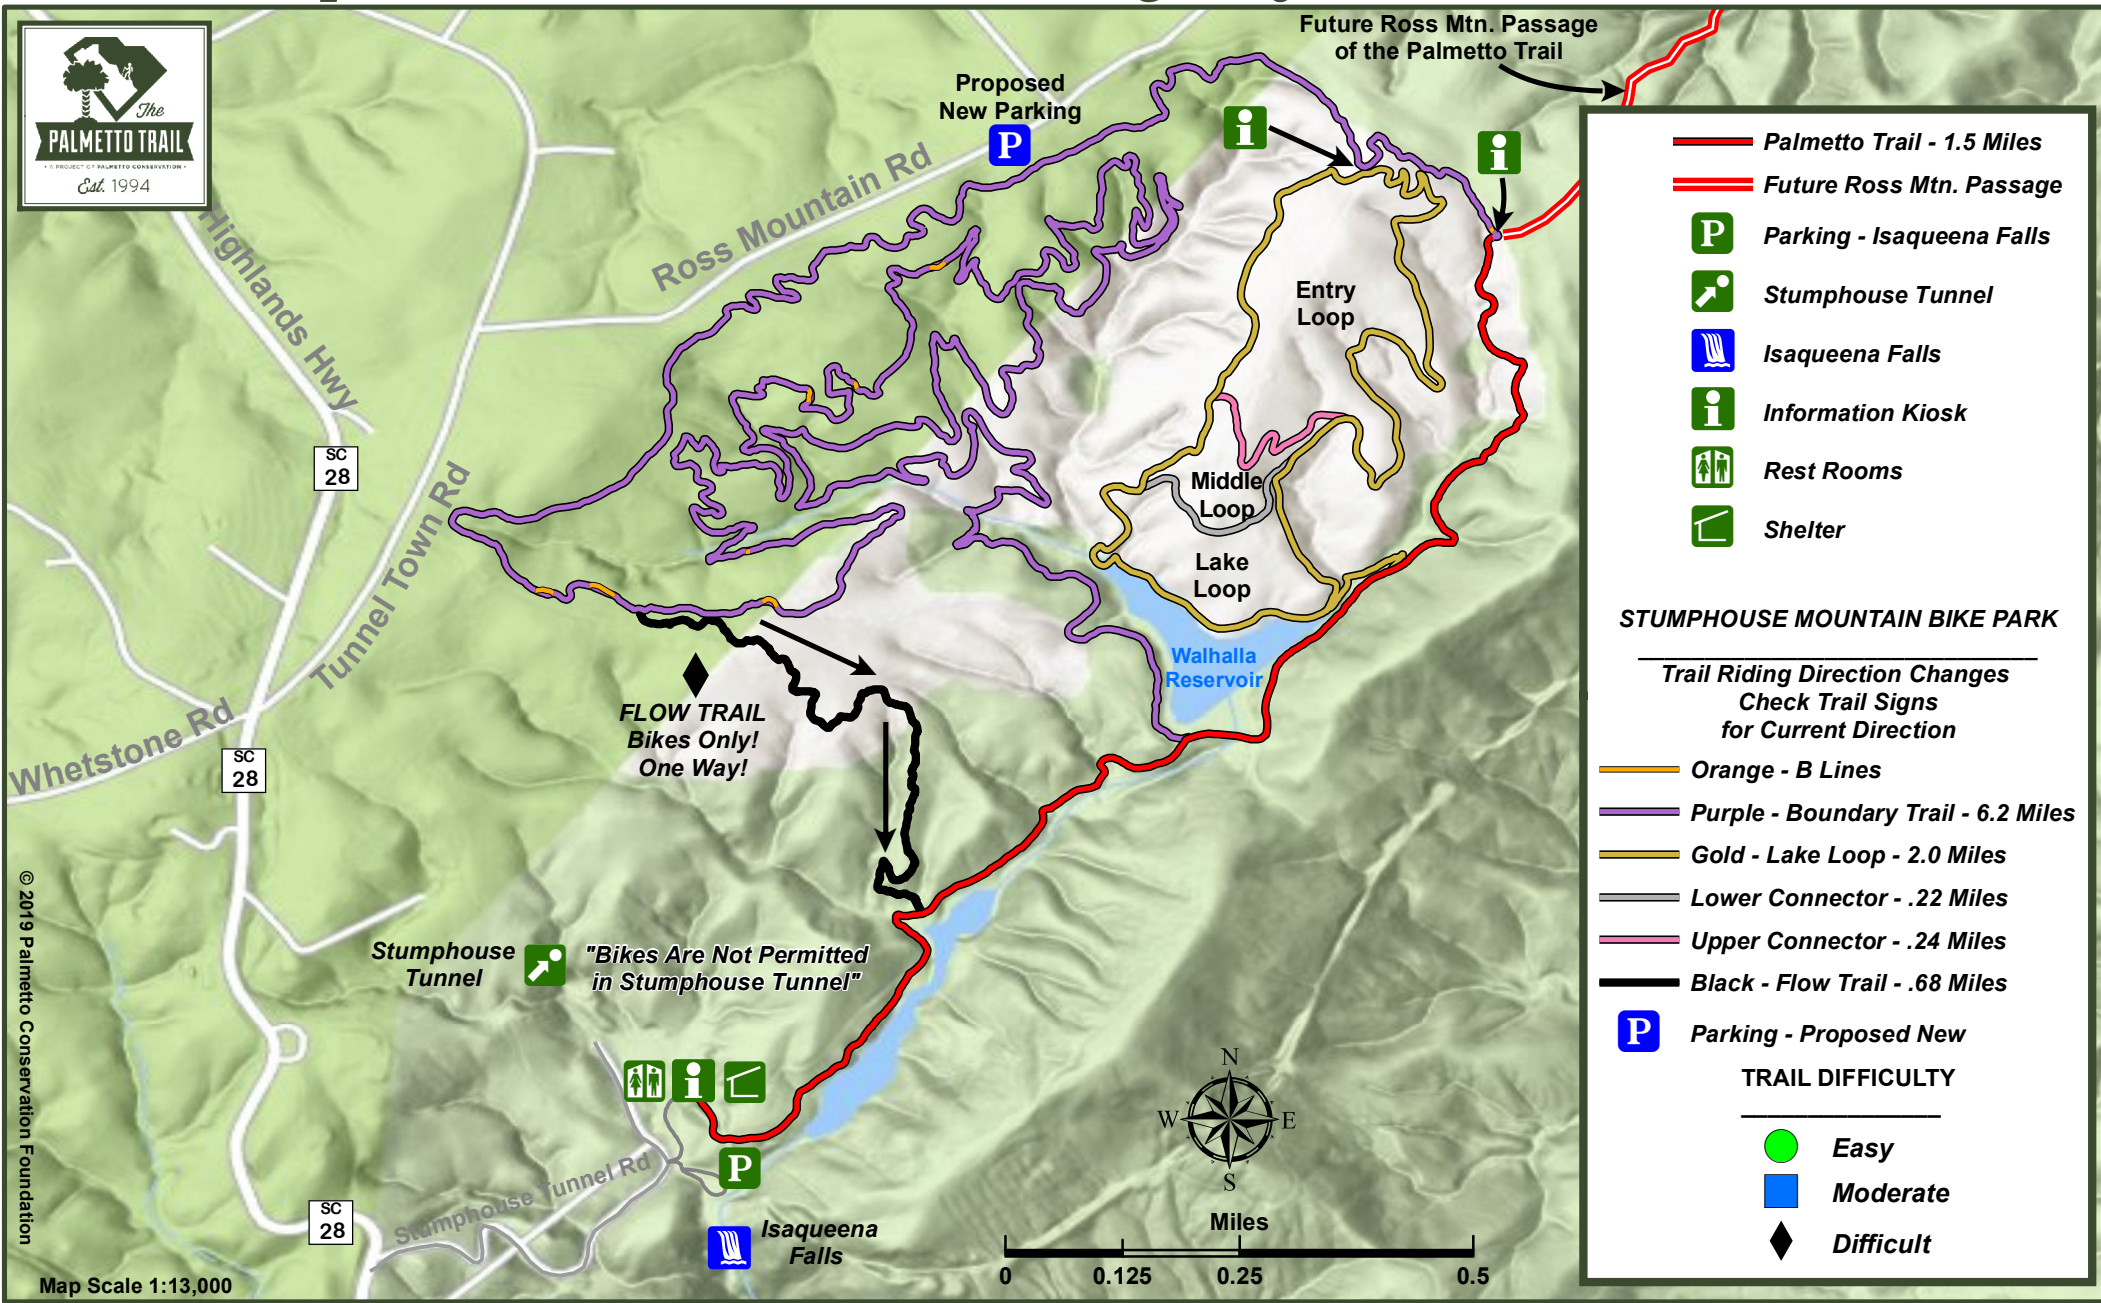 The
PALMETTO TRAIL
• A PROJECT OF PALMETTO CONSERVATION •
Est. 1994
Future Ross Mtn. Passage
of the Palmetto Trail
Proposed
New Parking
P
i
i
Ross Mountain Rd
Highlands Hwy
Tunnel Town Rd
Whetstone Rd
SC
28
SC
28
SC
28
Entry
Loop
Middle
Loop
Lake
Loop
Walhalla
Reservoir
FLOW TRAIL
Bikes Only!
One Way!
Stumphouse
Tunnel
"Bikes Are Not Permitted
in Stumphouse Tunnel"
i
P
Stumphouse Tunnel Rd
Isaqueena
Falls
N
W
E
S
Miles
0
0.125
0.25
0.5
© 2019 Palmetto Conservation Foundation
Map Scale 1:13,000
Palmetto Trail - 1.5 Miles
Future Ross Mtn. Passage
P
Parking - Isaqueena Falls
Stumphouse Tunnel
Isaqueena Falls
i
Information Kiosk
Rest Rooms
Shelter
STUMPHOUSE MOUNTAIN BIKE PARK
Trail Riding Direction Changes
Check Trail Signs
for Current Direction
Orange - B Lines
Purple - Boundary Trail - 6.2 Miles
Gold - Lake Loop - 2.0 Miles
Lower Connector - .22 Miles
Upper Connector - .24 Miles
Black - Flow Trail - .68 Miles
P
Parking - Proposed New
TRAIL DIFFICULTY
Easy
Moderate
Difficult